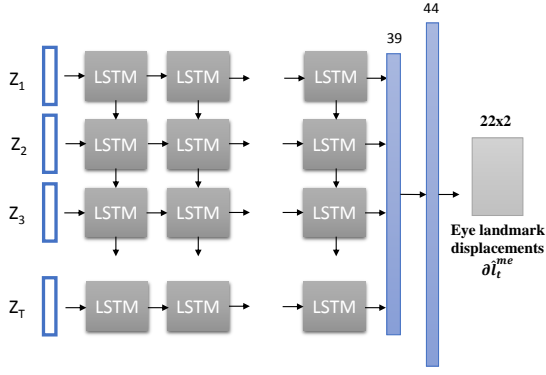 44
39
Z1 LSTM LSTM LSTM
Z2 LSTM LSTM LSTM
Z3 LSTM LSTM LSTM
ZT LSTM LSTM LSTM
22x2
Eye landmark
displacements
∂l̂ₜᵐᵉ